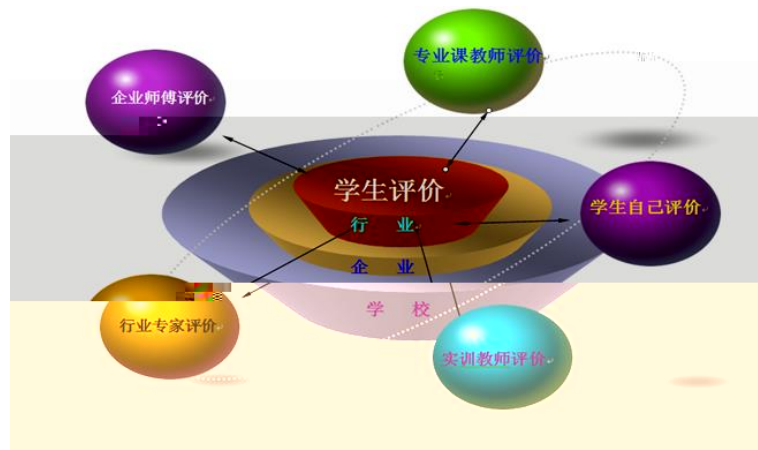 专业课教师评价
企业师傅评价
学生评价
学生自己评价
行 业
企 业
学 校
行业专家评价
实训教师评价